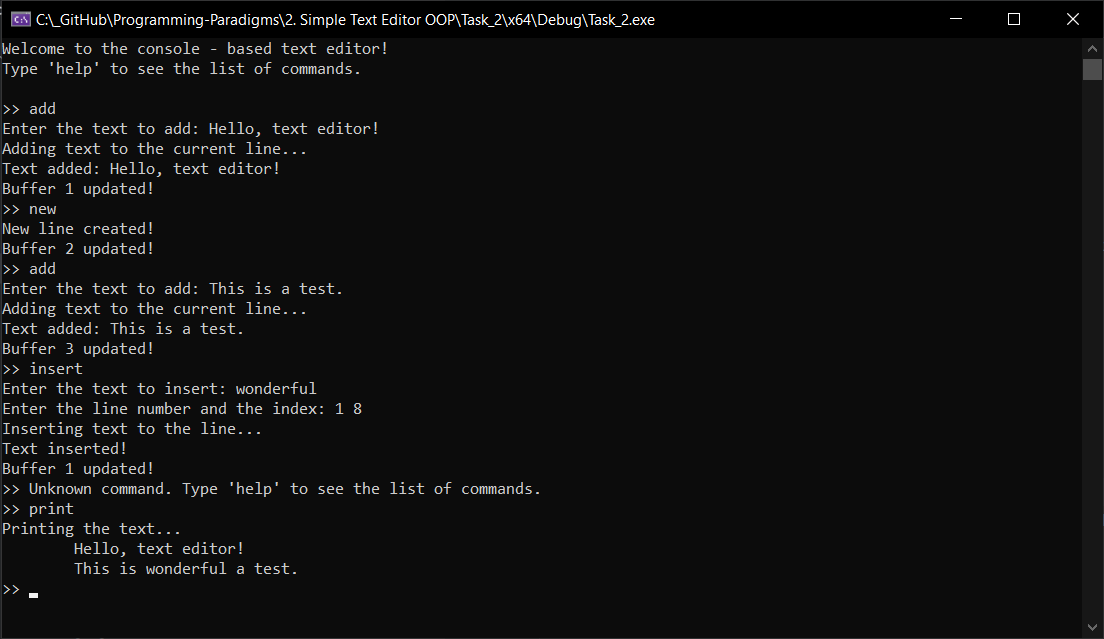 C:\_GitHub\Programming-Paradigms\2. Simple Text Editor OOP\Task_2\x64\Debug\Task_2.exe
Welcome to the console - based text editor!
Type 'help' to see the list of commands.

>> add
Enter the text to add: Hello, text editor!
Adding text to the current line...
Text added: Hello, text editor!
Buffer 1 updated!
>> new
New line created!
Buffer 2 updated!
>> add
Enter the text to add: This is a test.
Adding text to the current line...
Text added: This is a test.
Buffer 3 updated!
>> insert
Enter the text to insert: wonderful
Enter the line number and the index: 1 8
Inserting text to the line...
Text inserted!
Buffer 1 updated!
>> Unknown command. Type 'help' to see the list of commands.
>> print
Printing the text...
        Hello, text editor!
        This is wonderful a test.
>>